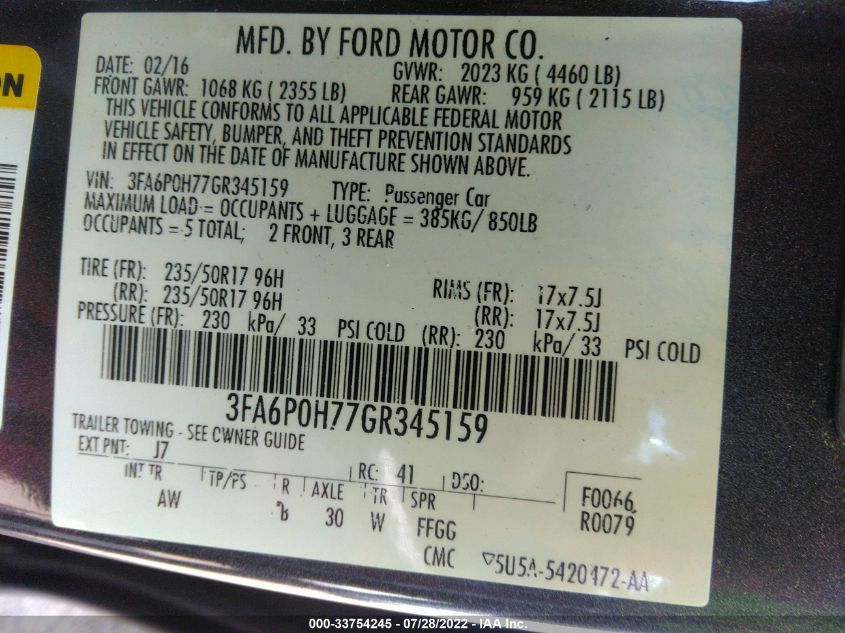 MFD. BY FORD MOTOR CO.
DATE: 02/16 GVWR: 2023 KG ( 4460 LB)
FRONT GAWR: 1068 KG ( 2355 LB) REAR GAWR: 959 KG ( 2115 LB)
THIS VEHICLE CONFORMS TO ALL APPLICABLE FEDERAL MOTOR
VEHICLE SAFETY, BUMPER, AND THEFT PREVENTION STANDARDS
IN EFFECT ON THE DATE OF MANUFACTURE SHOWN ABOVE.
VIN: 3FA6P0H77GR345159 TYPE: Passenger Car
MAXIMUM LOAD = OCCUPANTS + LUGGAGE = 385KG/ 850LB
OCCUPANTS = 5 TOTAL; 2 FRONT, 3 REAR
TIRE (FR): 235/50R17 96H RIMS (FR): 17x7.5J
(RR): 235/50R17 96H (RR): 17x7.5J
PRESSURE (FR): 230 kPa/ 33 PSI COLD (RR): 230 kPa/ 33 PSI COLD
3FA6P0H77GR345159
TRAILER TOWING - SEE OWNER GUIDE
EXT PNT: J7 RC: 41 DSO: F0066
INT TR TP/PS R AXLE TR SPR R0079
AW 30 W FFGG
CMC 5U5A-5420472-AA
ON
000-33754245 - 07/28/2022 - IAA Inc.